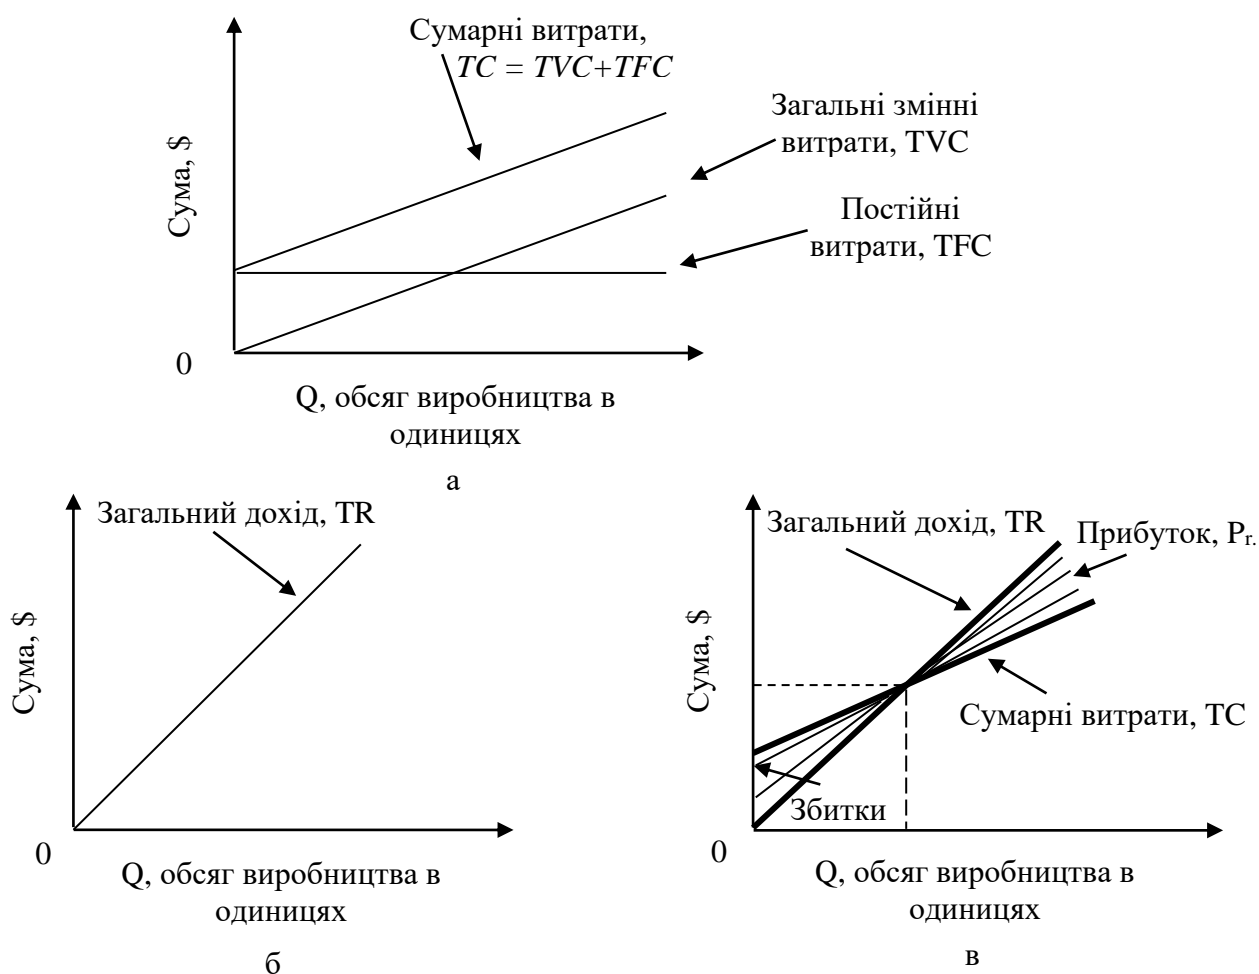 Сумарні витрати,
TC = TVC+TFC
Загальні змінні
витрати, TVC
Постійні
витрати, TFC
Сума, $
0
Q, обсяг виробництва в
одиницях
а
Загальний дохід, TR
Сума, $
0
Q, обсяг виробництва в
одиницях
б
Загальний дохід, TR
Прибуток, Pr.
Сума, $
Сумарні витрати, TC
Збитки
0
Q, обсяг виробництва в
одиницях
в